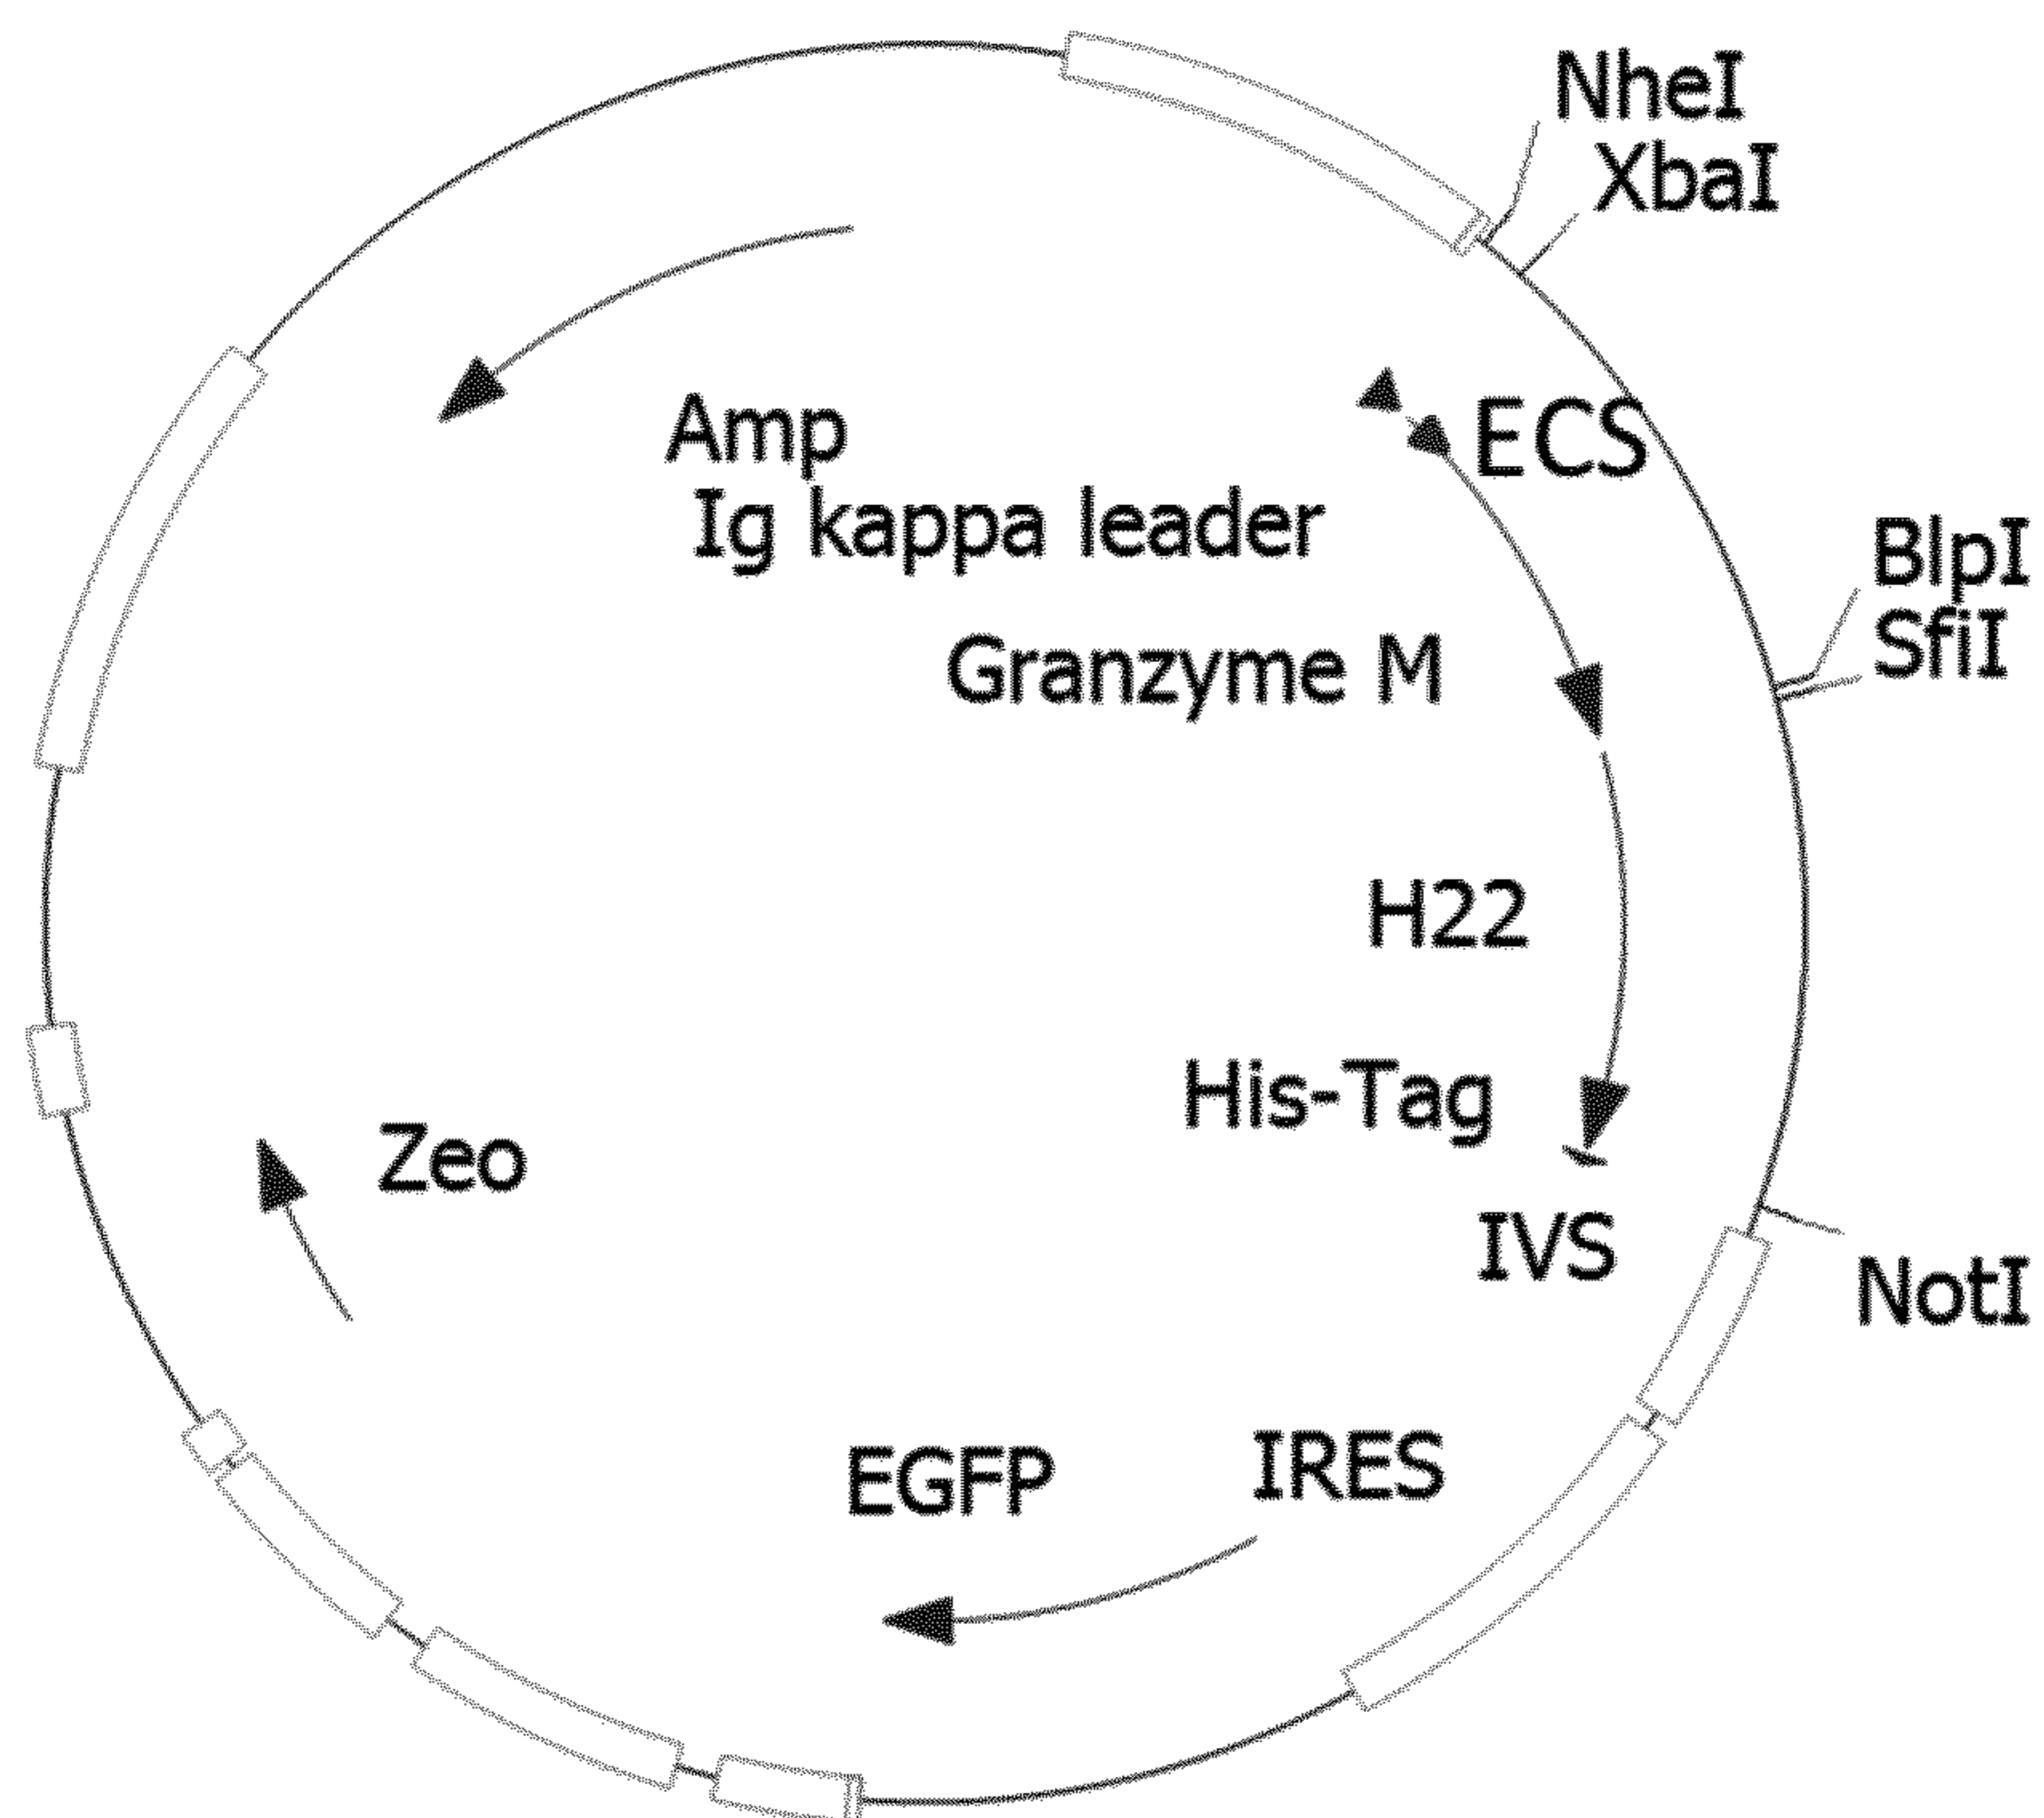 NheI
XbaI
Amp
ECS
Ig kappa leader
BlpI
SfiI
Granzyme M
H22
His-Tag
Zeo
IVS
NotI
EGFP
IRES